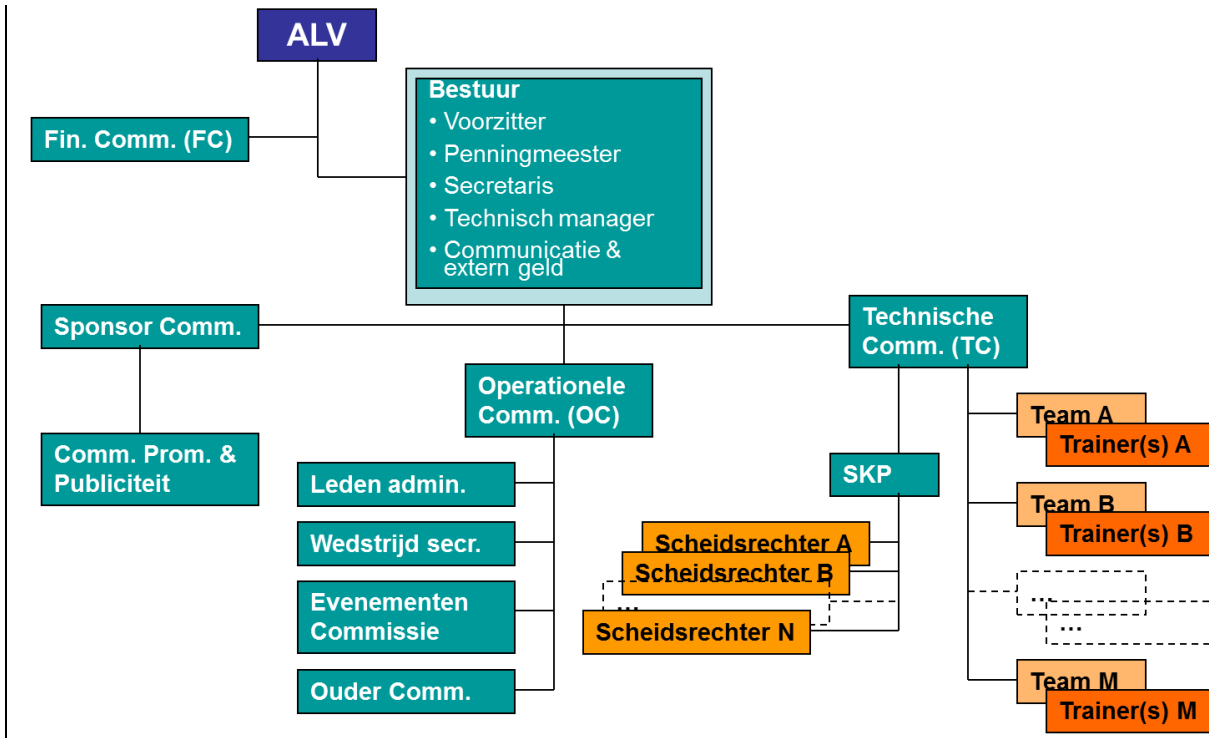 ALV
Bestuur
• Voorzitter
• Penningmeester
• Secretaris
• Technisch manager
• Communicatie &
extern geld
Fin. Comm. (FC)
Sponsor Comm.
Technische
Comm. (TC)
Operationele
Comm. (OC)
Comm. Prom. &
Publiciteit
Leden admin.
Wedstrijd secr.
Evenementen
Commissie
Ouder Comm.
SKP
Scheidsrechter A
Scheidsrechter B
...
Scheidsrechter N
Team A
Trainer(s) A
Team B
Trainer(s) B
...
...
Team M
Trainer(s) M